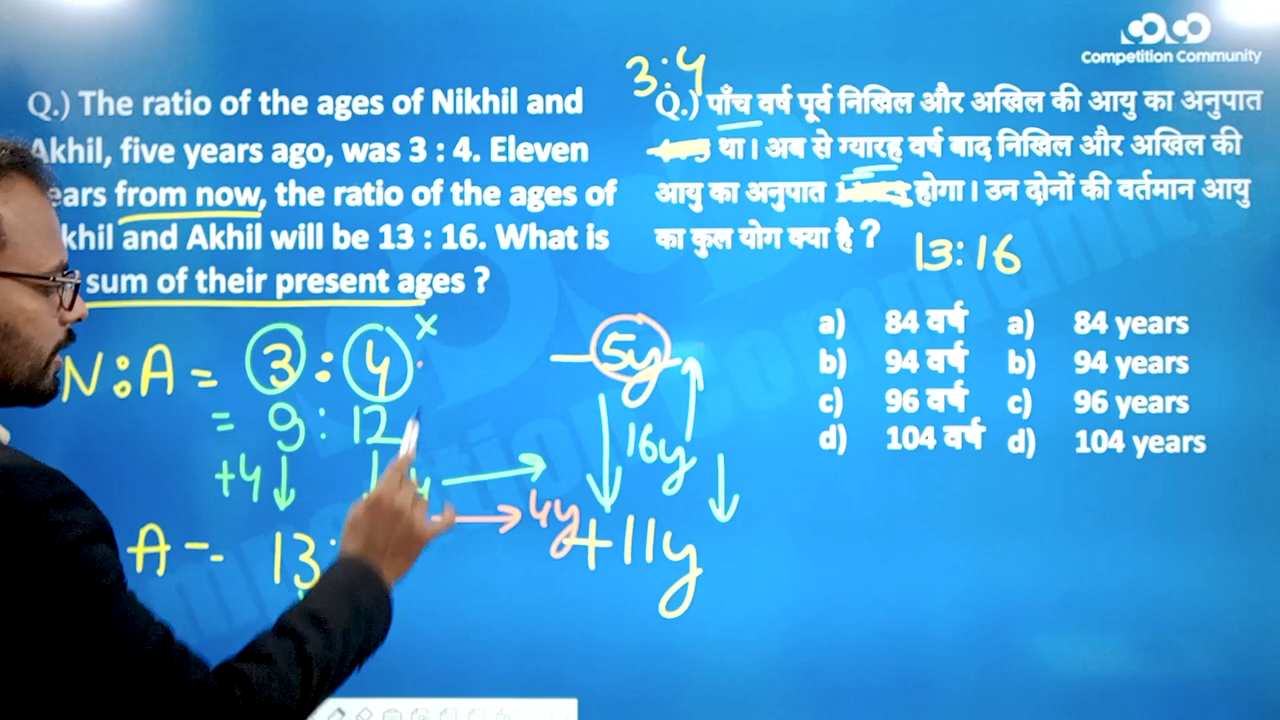 Competition Community
Q.) The ratio of the ages of Nikhil and
Akhil, five years ago, was 3 : 4. Eleven
ears from now, the ratio of the ages of
khil and Akhil will be 13 : 16. What is
sum of their present ages ?
3:4
Q.) पाँच वर्ष पूर्व निखिल और अखिल की आयु का अनुपात
था। अब से ग्यारह वर्ष बाद निखिल और अखिल की
आयु का अनुपात होगा। उन दोनों की वर्तमान आयु
का कुल योग क्या है ?
13:16
a) 84 वर्ष a) 84 years
b) 94 वर्ष b) 94 years
c) 96 वर्ष c) 96 years
d) 104 वर्ष d) 104 years
N:A = 3 : 4 x
= 9 : 12
+4
A = 13:
-5y
16y
4y
+11y